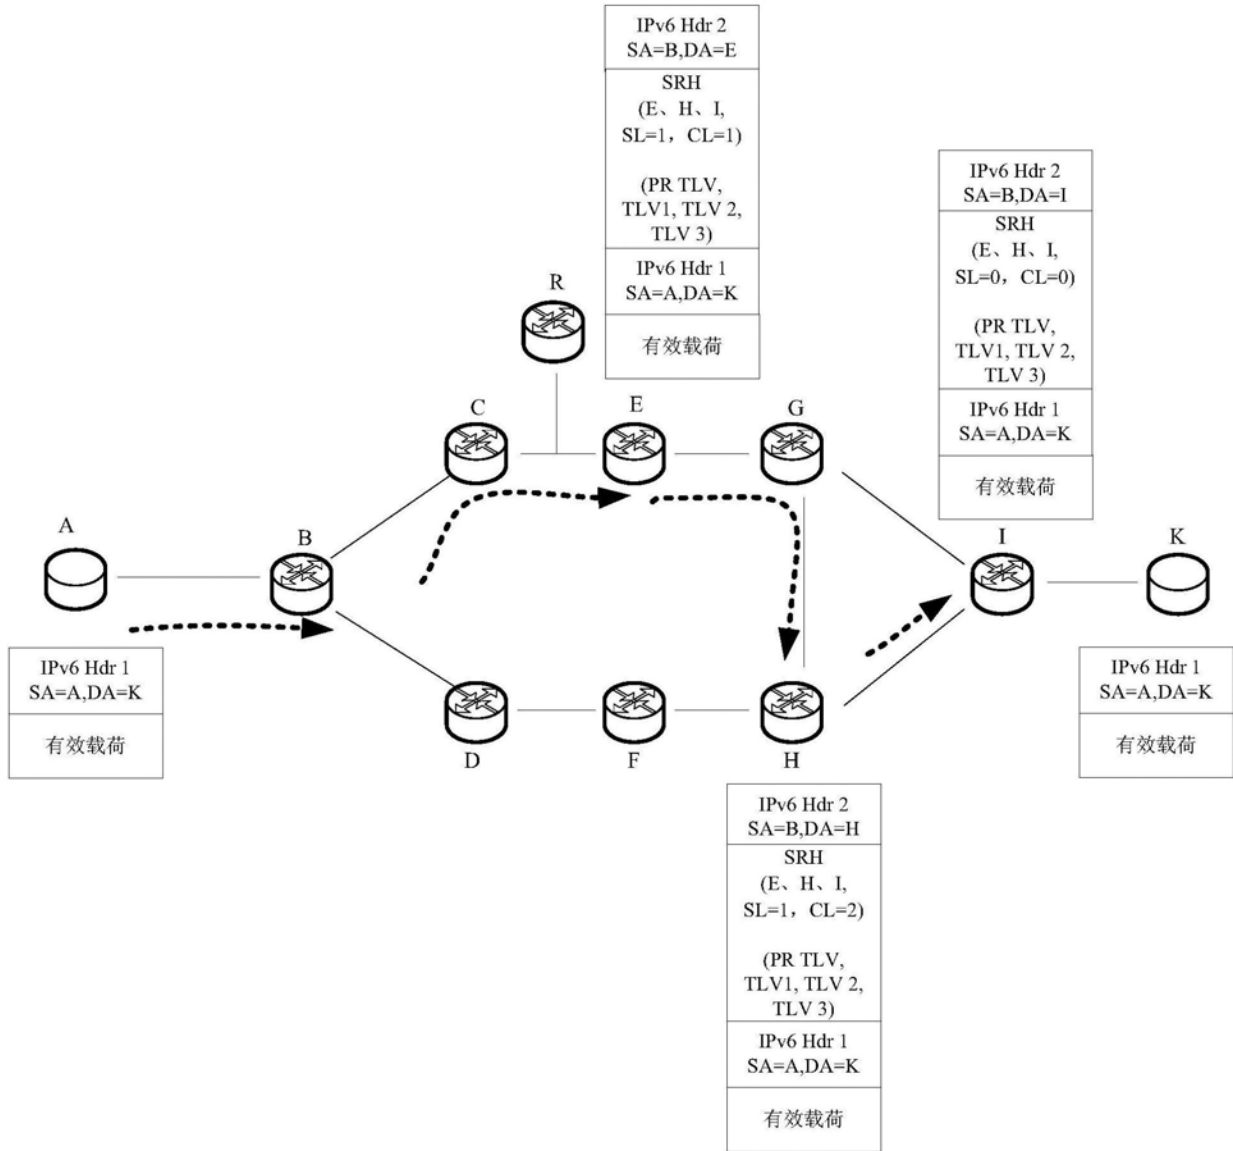 IPv6 Hdr 2
SA=B,DA=E
SRH
(E、H、I,
SL=1，CL=1)
(PR TLV,
TLV1, TLV 2,
TLV 3)
IPv6 Hdr 1
SA=A,DA=K
有效载荷
IPv6 Hdr 2
SA=B,DA=I
SRH
(E、H、I,
SL=0，CL=0)
(PR TLV,
TLV1, TLV 2,
TLV 3)
IPv6 Hdr 1
SA=A,DA=K
有效载荷
R
C
E
G
A
B
I
K
IPv6 Hdr 1
SA=A,DA=K
有效载荷
IPv6 Hdr 1
SA=A,DA=K
有效载荷
D
F
H
IPv6 Hdr 2
SA=B,DA=H
SRH
(E、H、I,
SL=1，CL=2)
(PR TLV,
TLV1, TLV 2,
TLV 3)
IPv6 Hdr 1
SA=A,DA=K
有效载荷